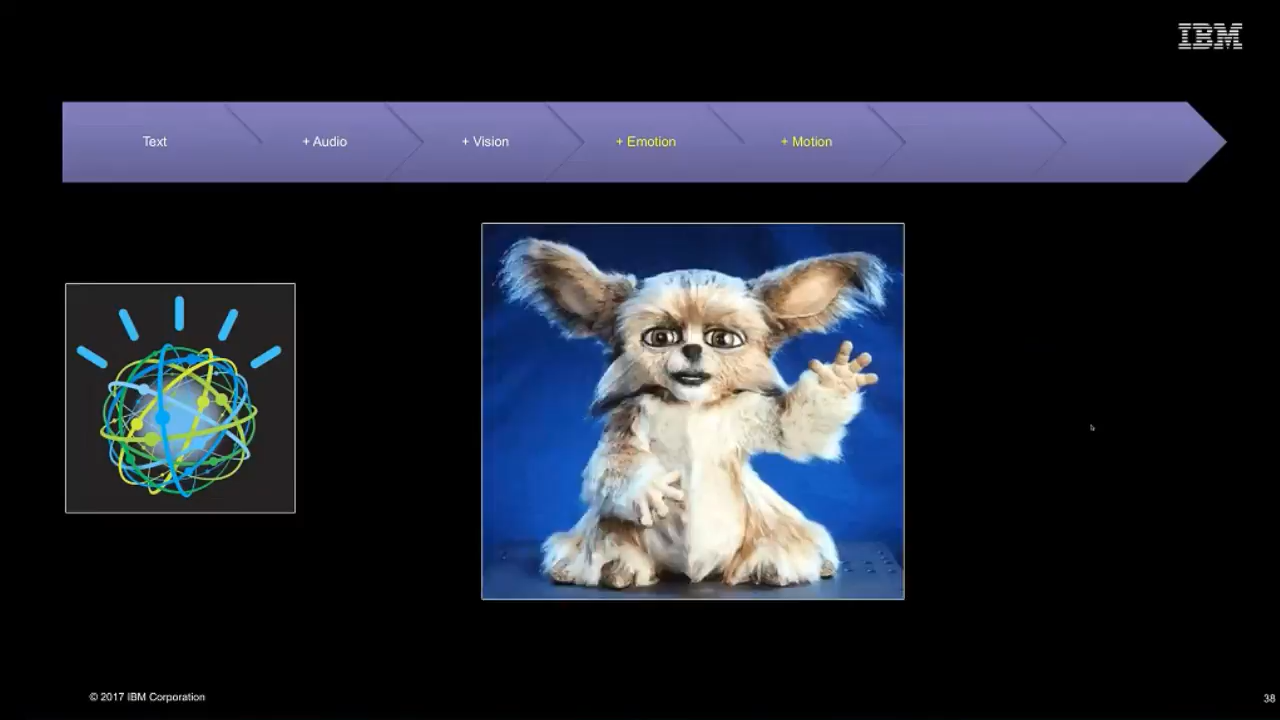 IBM
Text + Audio + Vision + Emotion + Motion
© 2017 IBM Corporation
38